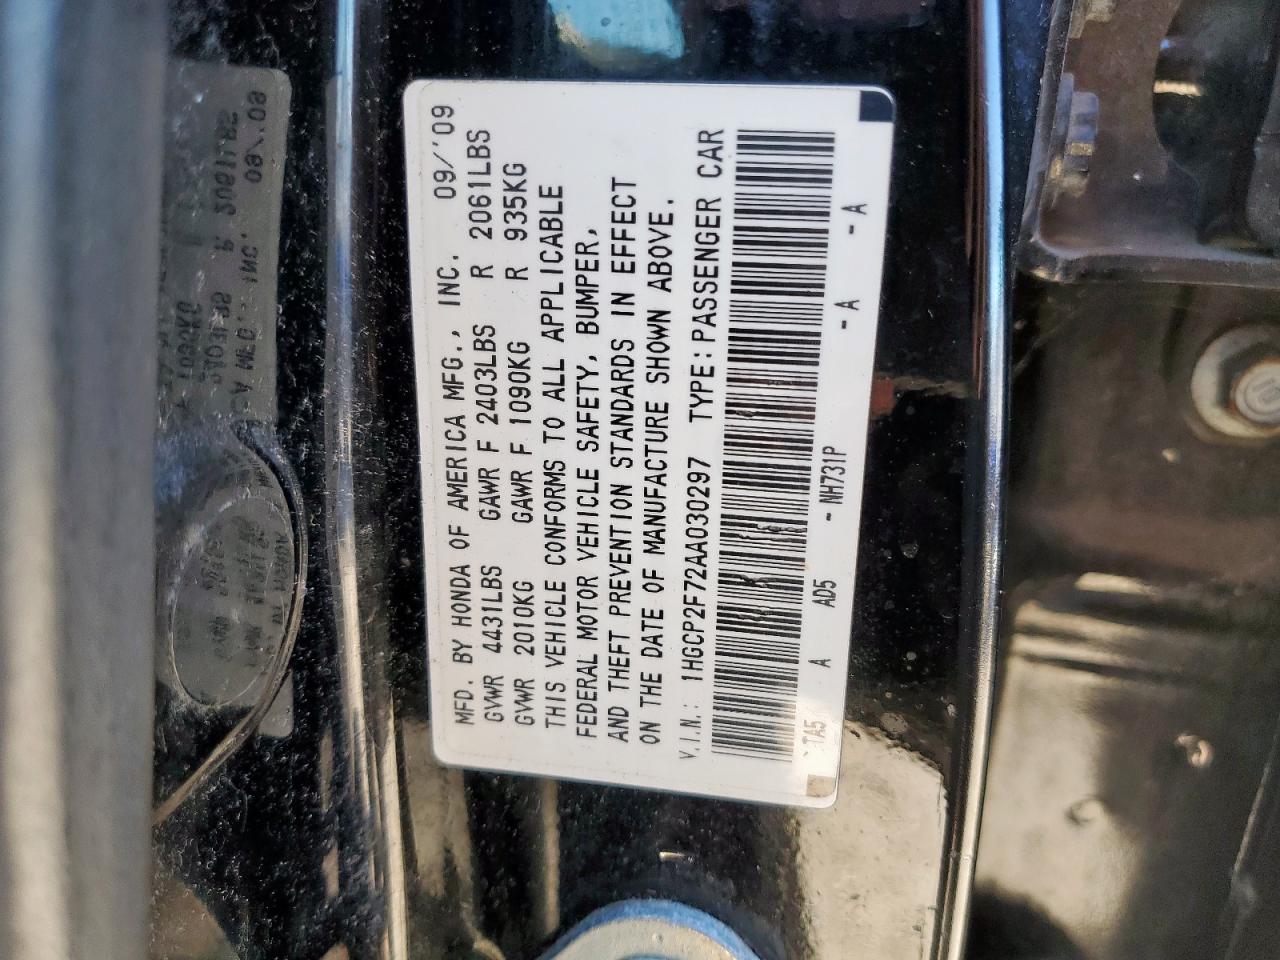 MFD. BY HONDA OF AMERICA MFG., INC. 09/'09
GVWR 4431LBS GAWR F 2403LBS R 2061LBS
GVWR 2010KG GAWR F 1090KG R 935KG
THIS VEHICLE CONFORMS TO ALL APPLICABLE
FEDERAL MOTOR VEHICLE SAFETY, BUMPER,
AND THEFT PREVENTION STANDARDS IN EFFECT
ON THE DATE OF MANUFACTURE SHOWN ABOVE.
V.I.N.: 1HGCP2F72AA030297 TYPE: PASSENGER CAR
TA5 A AD5 - NH731P - A - A